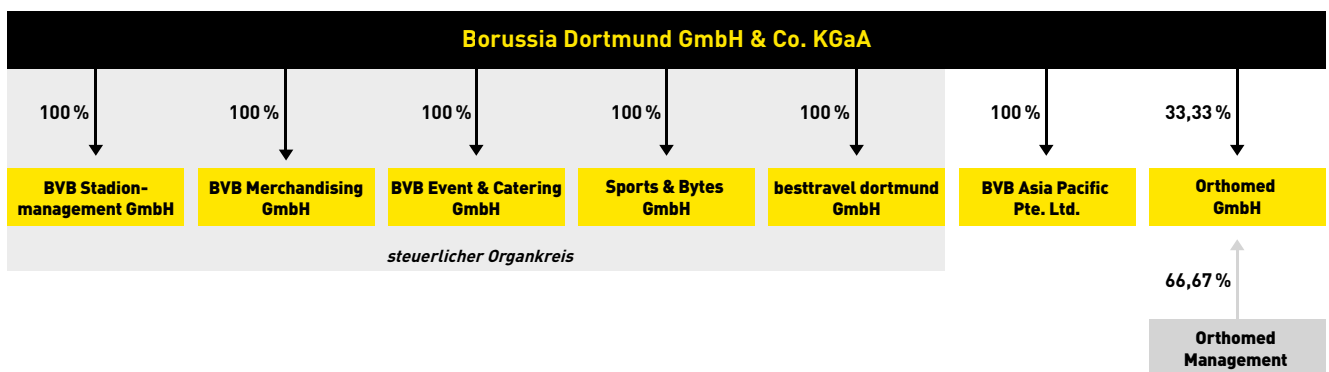 Borussia Dortmund GmbH & Co. KGaA
100 %
100 %
100 %
100 %
100 %
100 %
33,33 %
BVB Stadion-
management GmbH
BVB Merchandising
GmbH
BVB Event & Catering
GmbH
Sports & Bytes
GmbH
besttravel dortmund
GmbH
BVB Asia Pacific
Pte. Ltd.
Orthomed
GmbH
steuerlicher Organkreis
66,67 %
Orthomed
Management